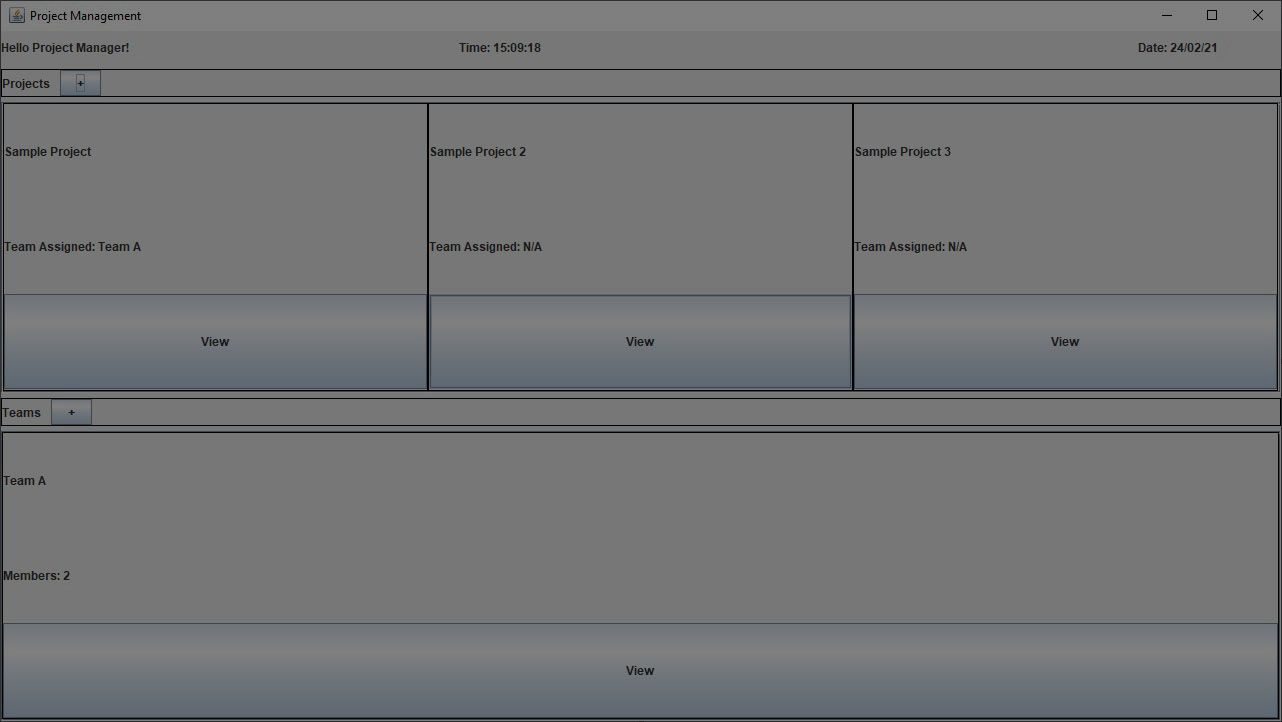 Project Management
Hello Project Manager! Time: 15:09:18 Date: 24/02/21
Projects +
Sample Project Sample Project 2 Sample Project 3
Team Assigned: Team A Team Assigned: N/A Team Assigned: N/A
View View View
Teams +
Team A
Members: 2
View